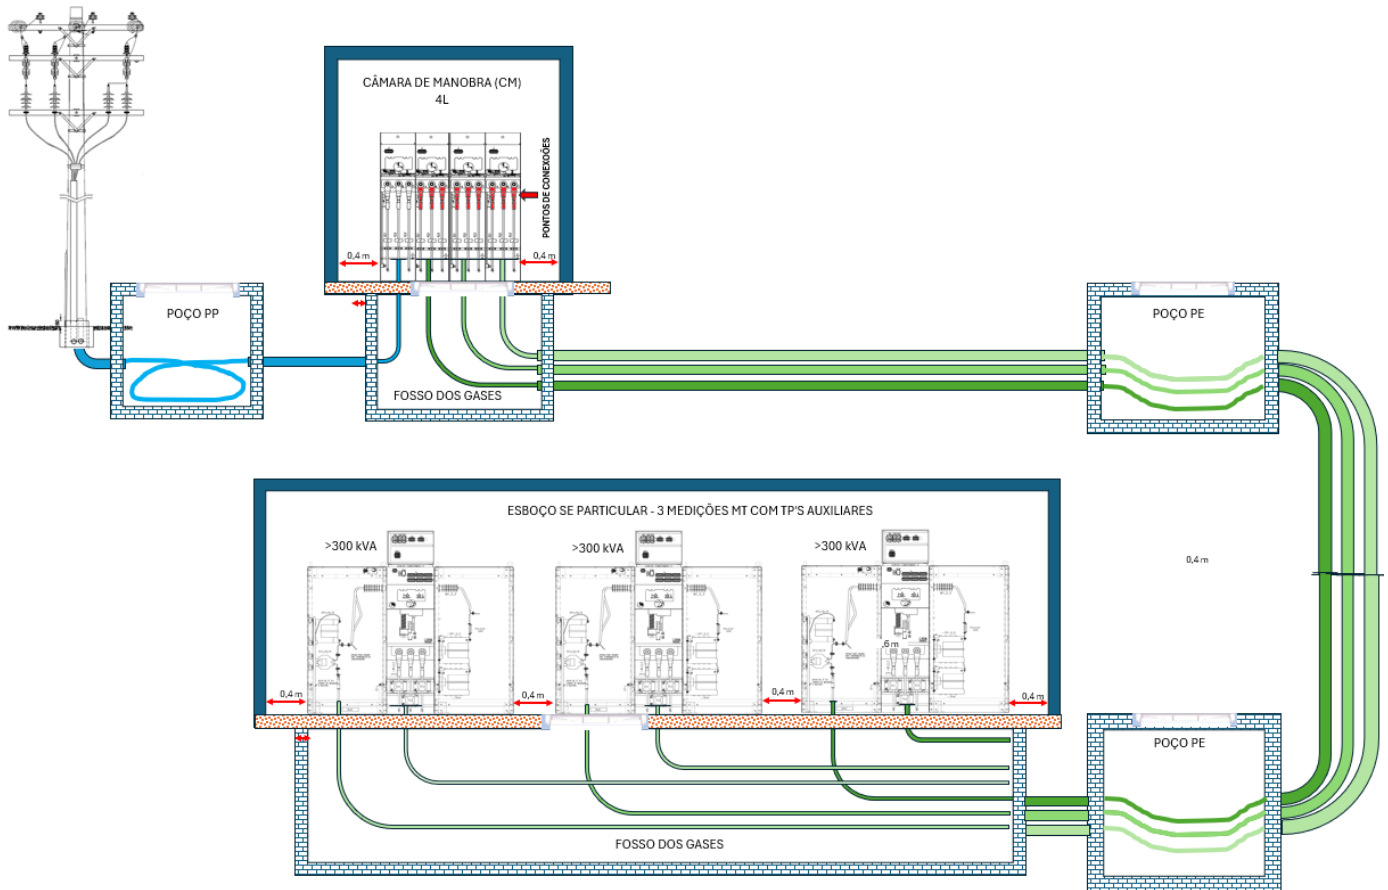 CÂMARA DE MANOBRA (CM)
4L
PONTOS DE CONEXOÕES
0,4 m
0,4 m
POÇO PP
FOSSO DOS GASES
POÇO PE
ESBOÇO SE PARTICULAR - 3 MEDIÇÕES MT COM TP'S AUXILIARES
>300 kVA
>300 kVA
>300 kVA
0,4 m
,6 m
0,4 m
0,4 m
0,4 m
0,4 m
POÇO PE
FOSSO DOS GASES